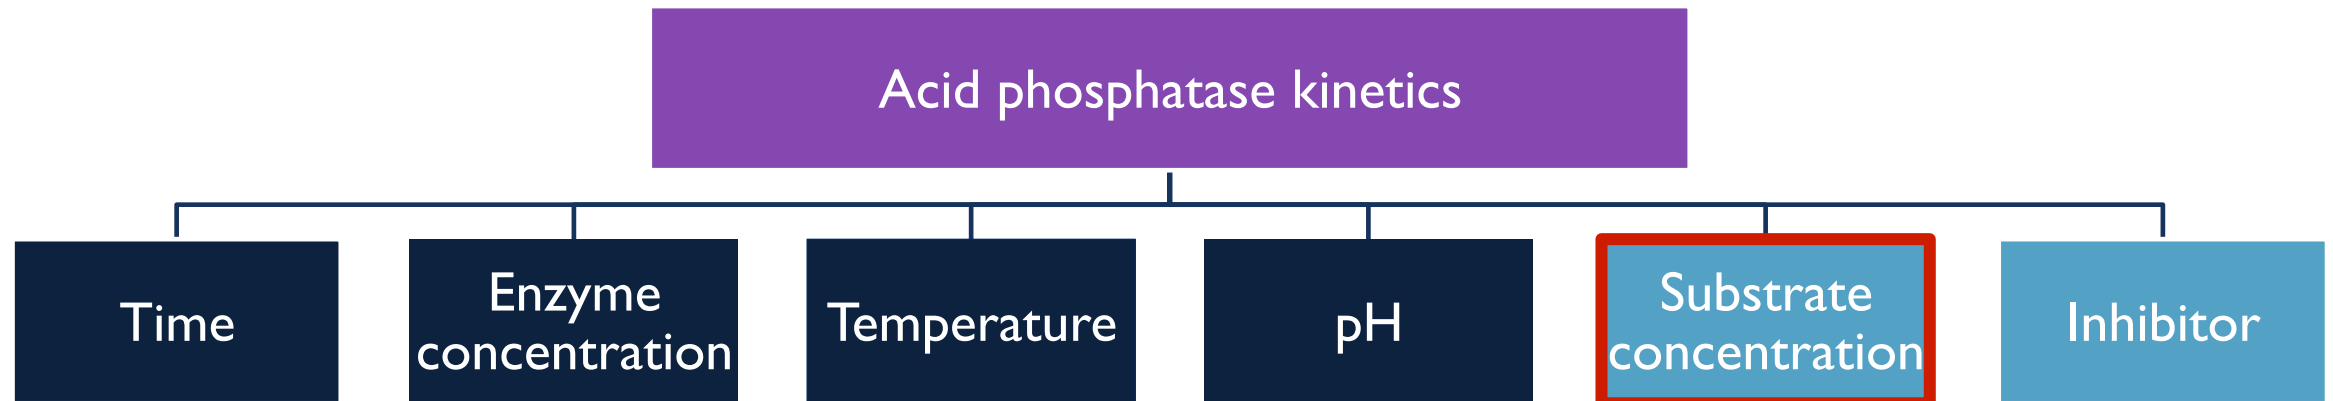 Acid phosphatase kinetics
Time
Enzyme
concentration
Temperature
pH
Substrate
concentration
Inhibitor